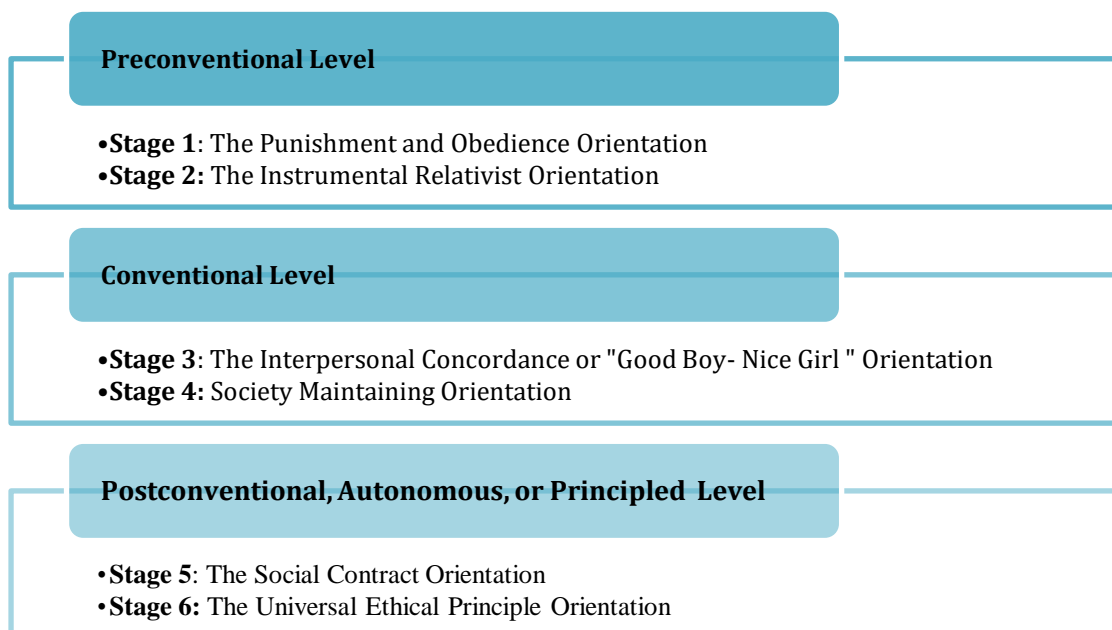 Preconventional Level
•Stage 1: The Punishment and Obedience Orientation
•Stage 2: The Instrumental Relativist Orientation
Conventional Level
•Stage 3: The Interpersonal Concordance or "Good Boy- Nice Girl " Orientation
•Stage 4: Society Maintaining Orientation
Postconventional, Autonomous, or Principled Level
•Stage 5: The Social Contract Orientation
•Stage 6: The Universal Ethical Principle Orientation